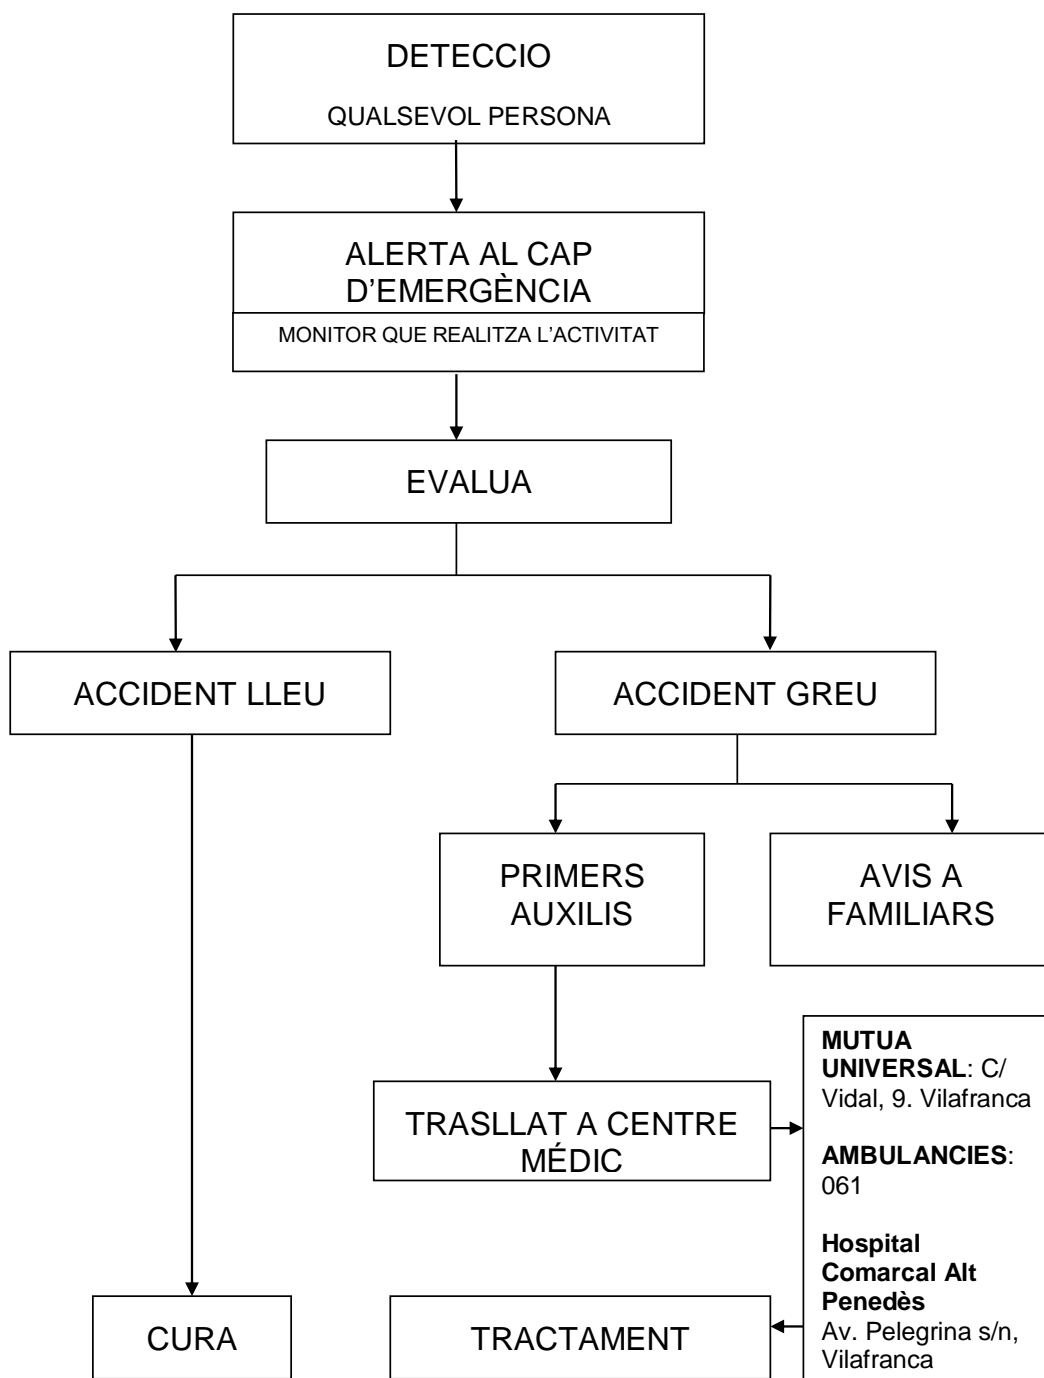 DETECCIO
QUALSEVOL PERSONA
ALERTA AL CAP
D’EMERGÈNCIA
MONITOR QUE REALITZA L’ACTIVITAT
EVALUA
ACCIDENT LLEU
ACCIDENT GREU
PRIMERS
AUXILIS
AVIS A
FAMILIARS
TRASLLAT A CENTRE
MÉDIC
MUTUA
UNIVERSAL: C/
Vidal, 9. Vilafranca
AMBULANCIES:
061
Hospital
Comarcal Alt
Penedès
Av. Pelegrina s/n,
Vilafranca
CURA
TRACTAMENT